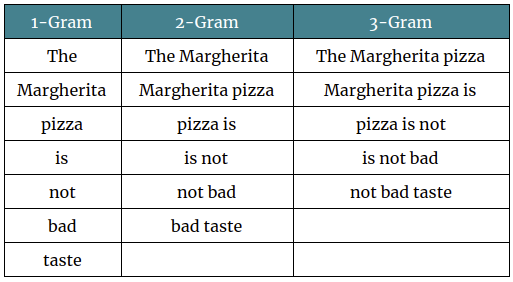 1-Gram 2-Gram 3-Gram
The The Margherita The Margherita pizza
Margherita Margherita pizza Margherita pizza is
pizza pizza is pizza is not
is is not is not bad
not not bad not bad taste
bad bad taste
taste